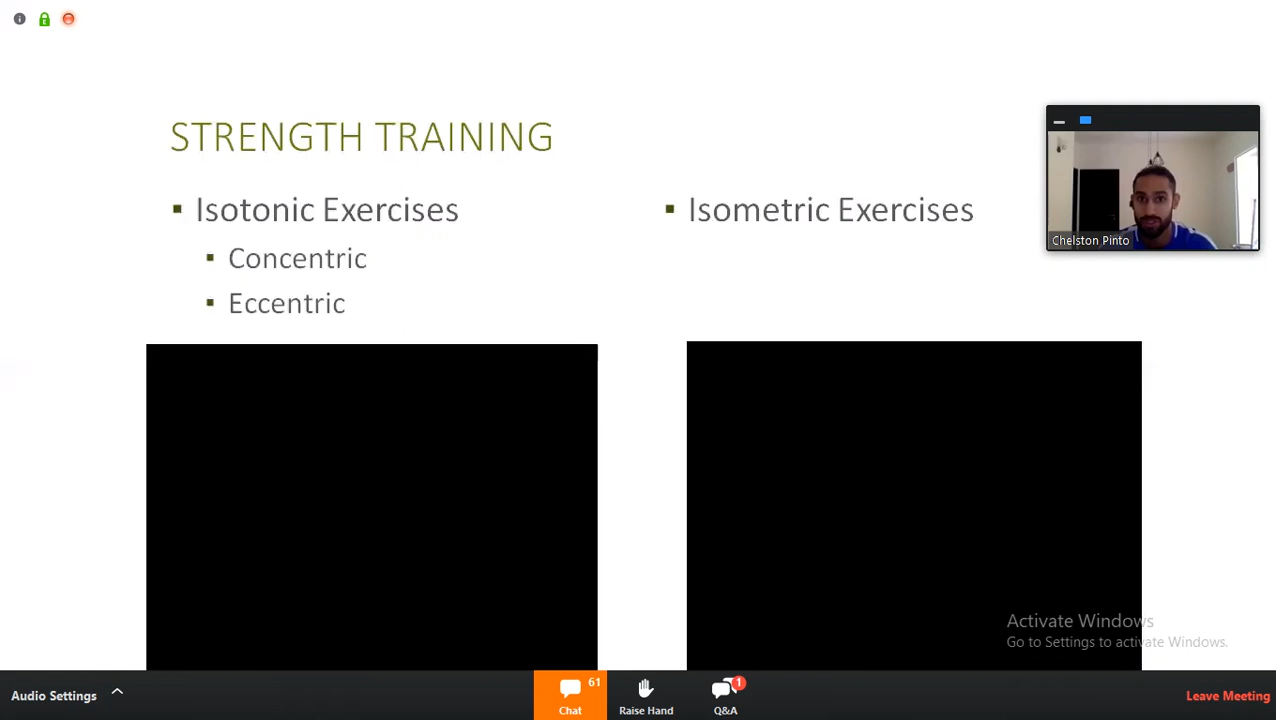 STRENGTH TRAINING
Isotonic Exercises
Concentric
Eccentric
Isometric Exercises
Chelston Pinto
Activate Windows
Go to Settings to activate Windows.
Audio Settings
61
Chat
Raise Hand
1
Q&A
Leave Meeting